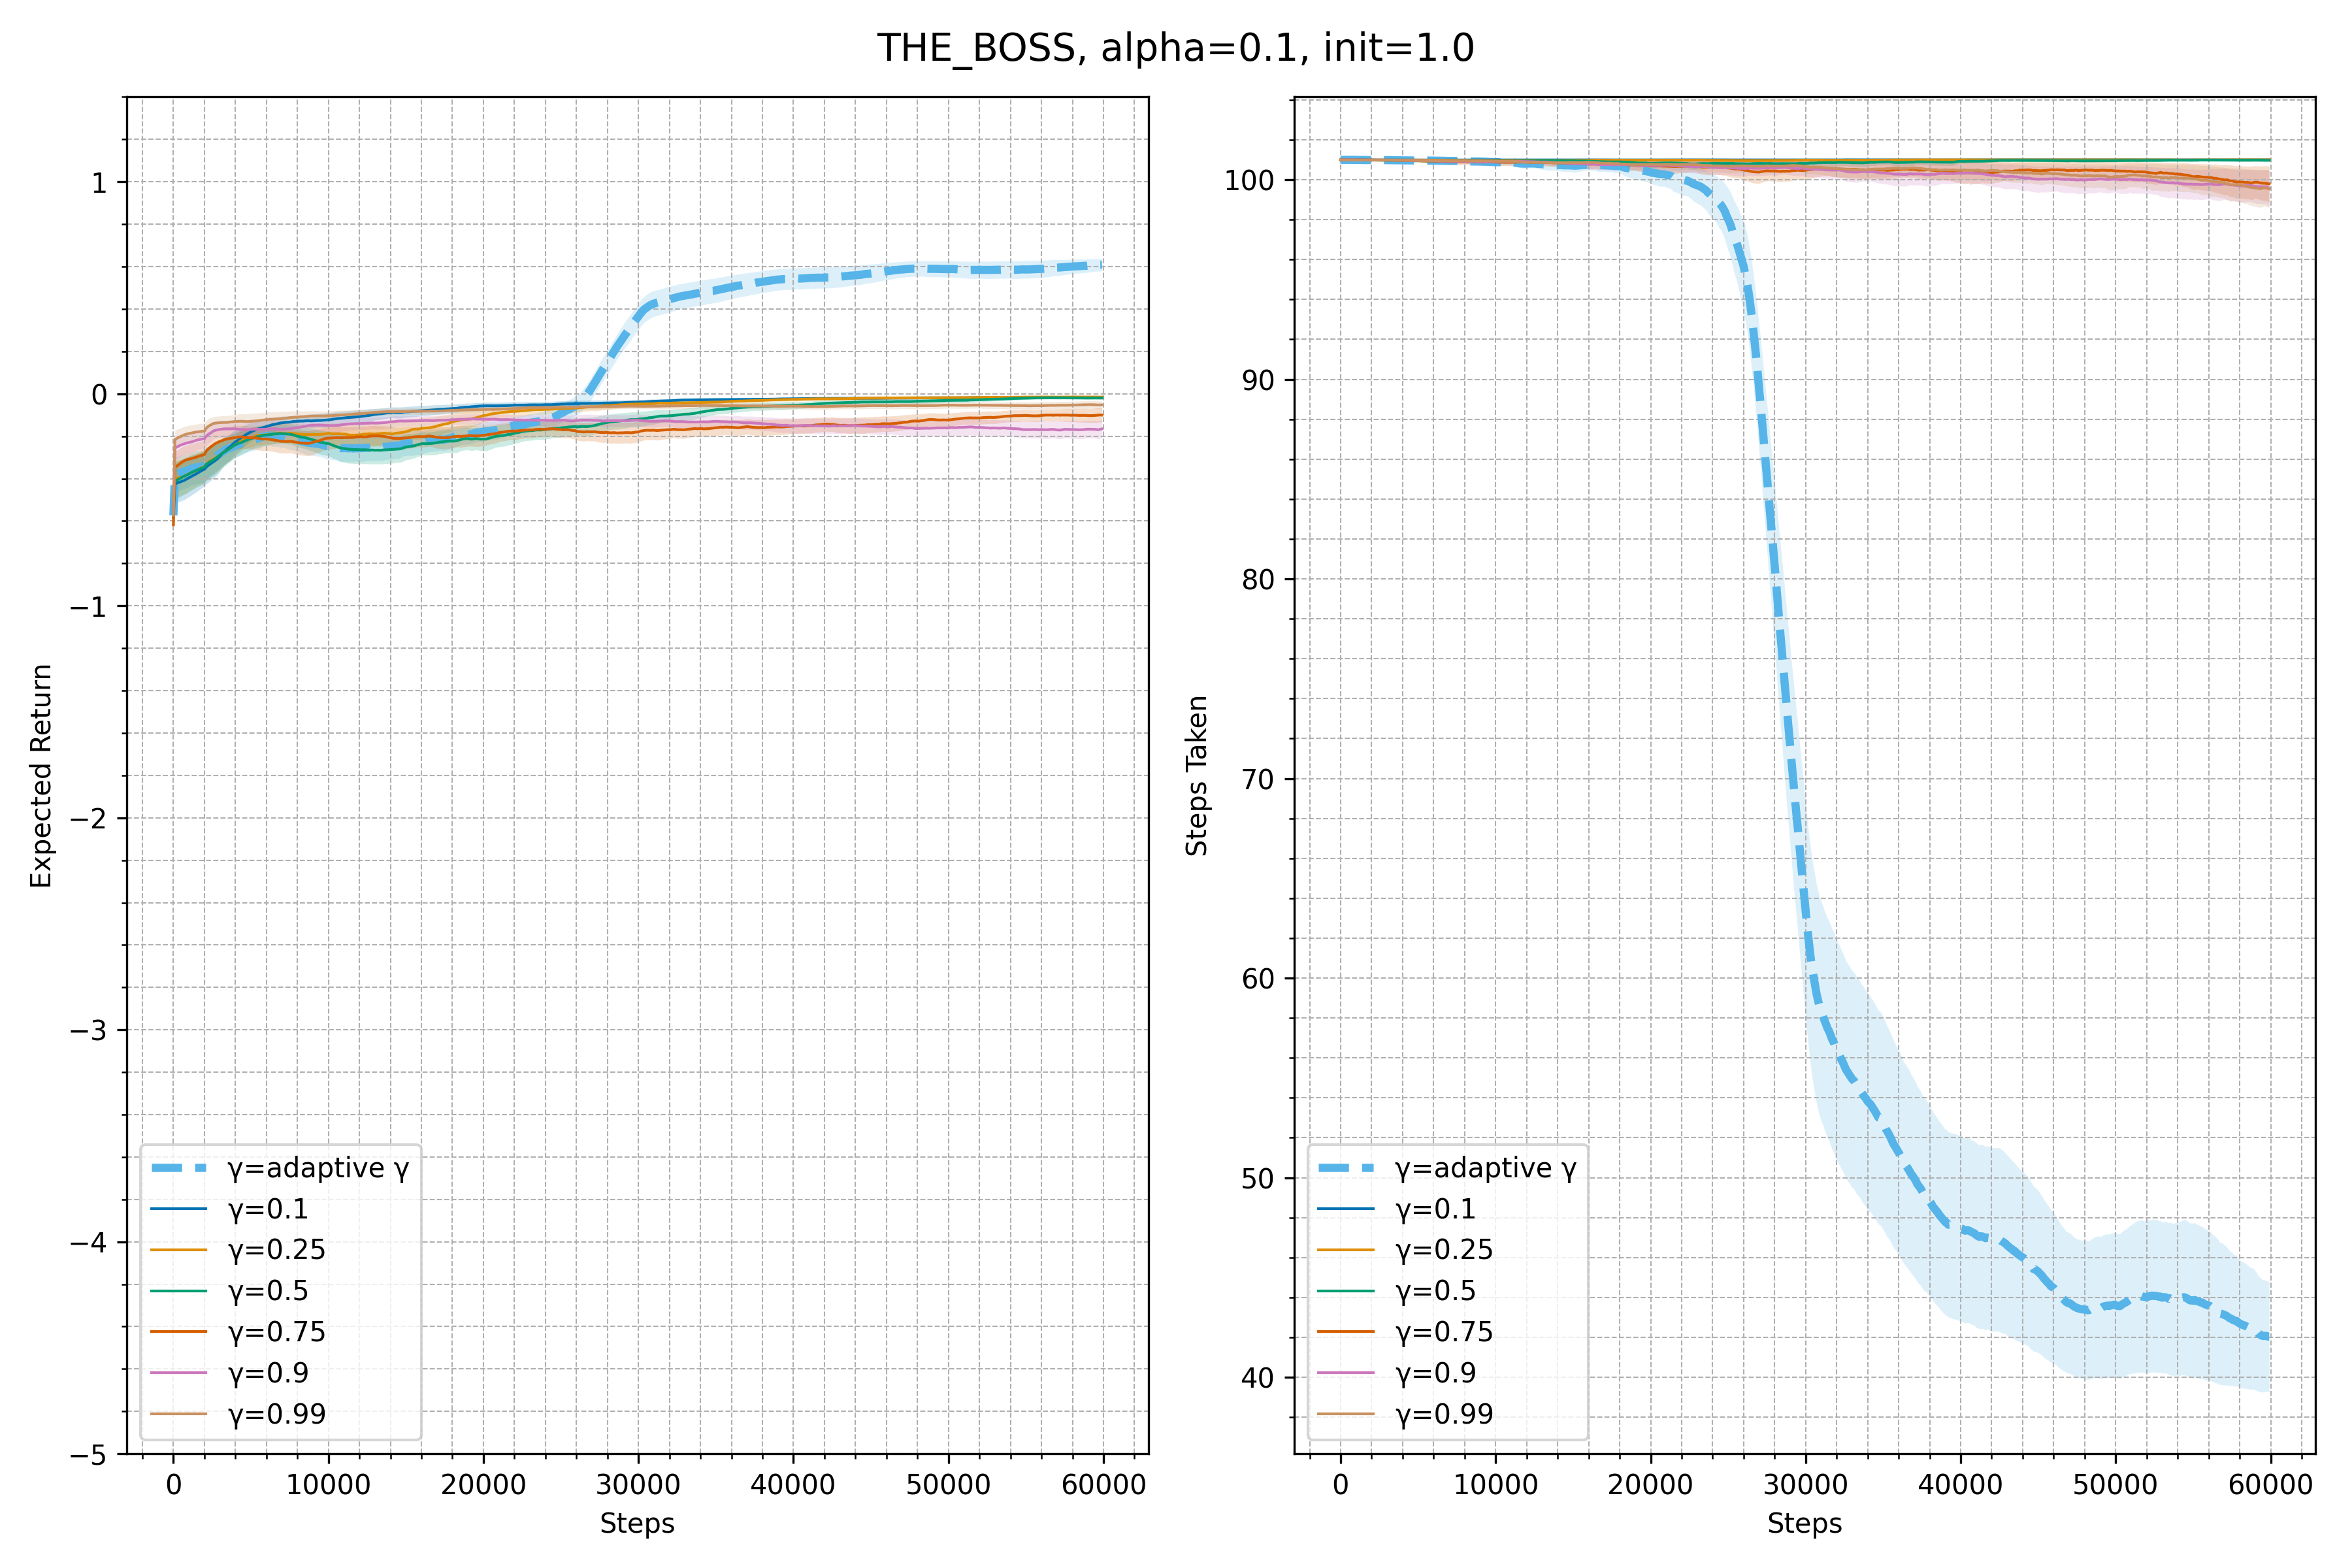 THE_BOSS, alpha=0.1, init=1.0
Expected Return
1
0
−1
−2
−3
−4
−5
γ=adaptive γ
γ=0.1
γ=0.25
γ=0.5
γ=0.75
γ=0.9
γ=0.99
0 10000 20000 30000 40000 50000 60000
Steps
Steps Taken
100
90
80
70
60
50
40
γ=adaptive γ
γ=0.1
γ=0.25
γ=0.5
γ=0.75
γ=0.9
γ=0.99
0 10000 20000 30000 40000 50000 60000
Steps